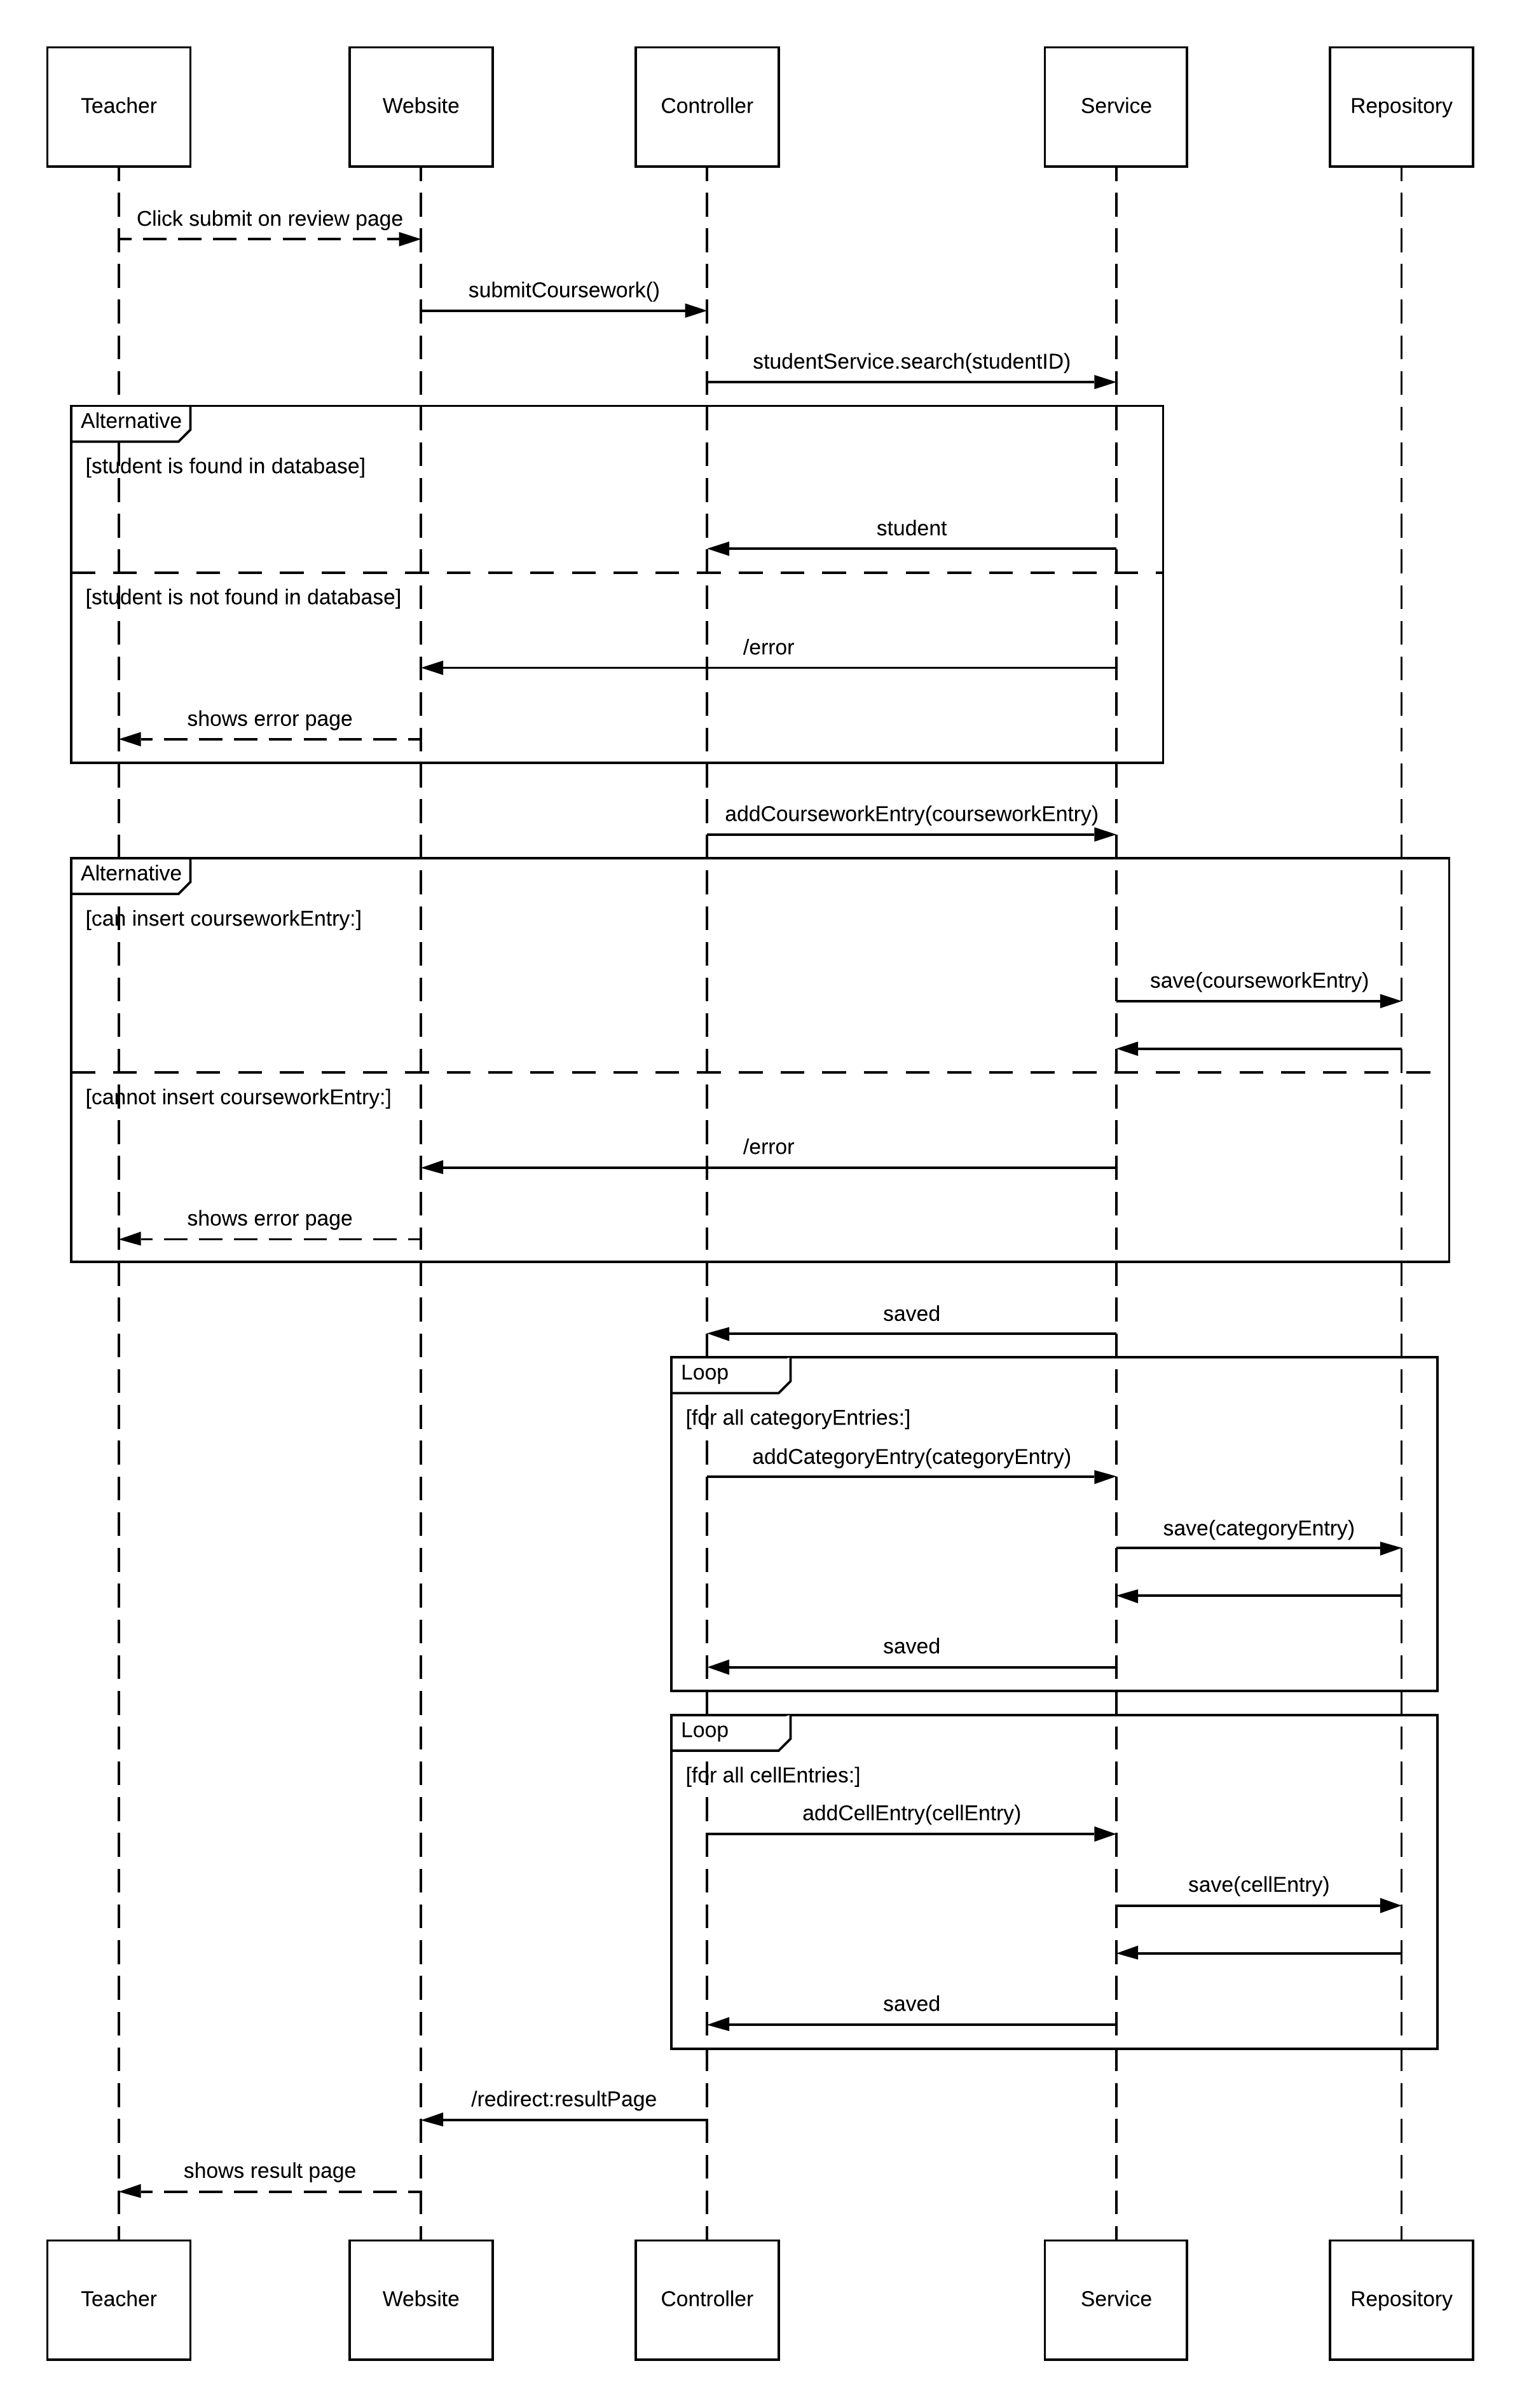 Teacher
Website
Controller
Service
Repository
Click submit on review page
submitCoursework()
studentService.search(studentID)
Alternative
[student is found in database]
student
[student is not found in database]
/error
shows error page
addCourseworkEntry(courseworkEntry)
Alternative
[can insert courseworkEntry:]
save(courseworkEntry)
[cannot insert courseworkEntry:]
/error
shows error page
saved
Loop
[for all categoryEntries:]
addCategoryEntry(categoryEntry)
save(categoryEntry)
saved
Loop
[for all cellEntries:]
addCellEntry(cellEntry)
save(cellEntry)
saved
/redirect:resultPage
shows result page
Teacher
Website
Controller
Service
Repository